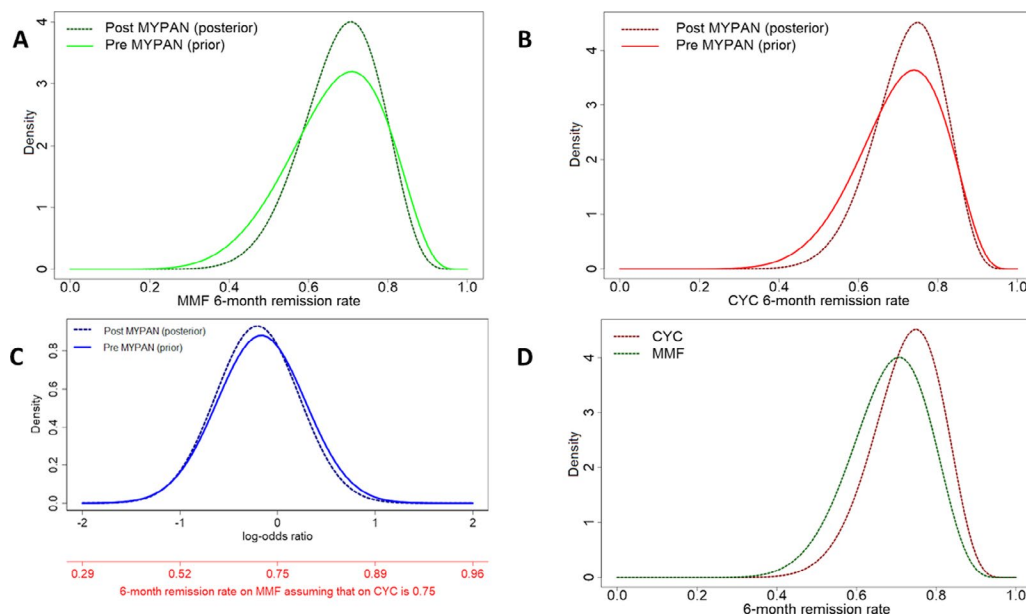 A
Post MYPAN (posterior)
Pre MYPAN (prior)
Density
0
1
2
3
4
0.0
0.2
0.4
0.6
0.8
1.0
MMF 6-month remission rate
B
Post MYPAN (posterior)
Pre MYPAN (prior)
Density
0
1
2
3
4
0.0
0.2
0.4
0.6
0.8
1.0
CYC 6-month remission rate
C
Post MYPAN (posterior)
Pre MYPAN (prior)
Density
0.0
0.2
0.4
0.6
0.8
-2
-1
0
1
2
log-odds ratio
0.29
0.52
0.75
0.89
0.96
6-month remission rate on MMF assuming that on CYC is 0.75
D
CYC
MMF
Density
0
1
2
3
4
0.0
0.2
0.4
0.6
0.8
1.0
6-month remission rate